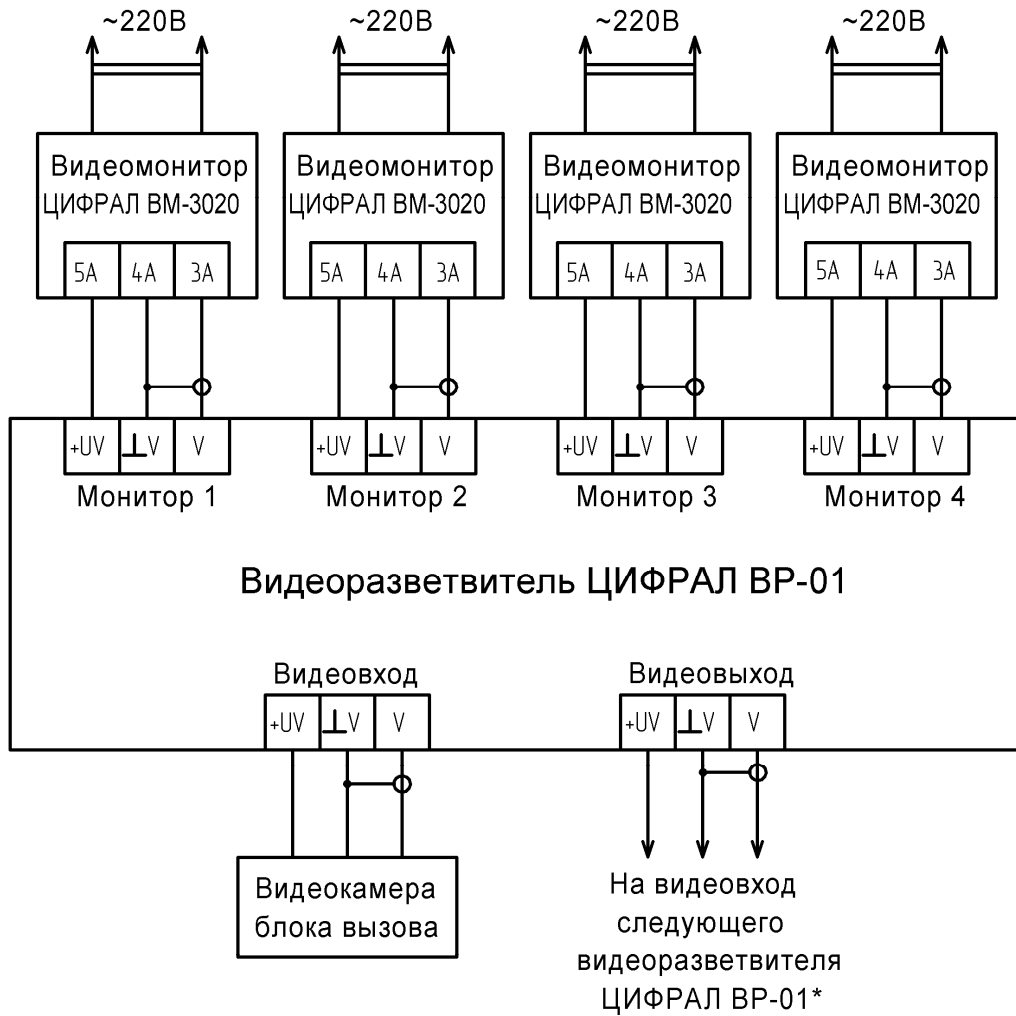 ~220В ~220В ~220В ~220В
Видеомонитор Видеомонитор Видеомонитор Видеомонитор
ЦИФРАЛ ВМ-3020 ЦИФРАЛ ВМ-3020 ЦИФРАЛ ВМ-3020 ЦИФРАЛ ВМ-3020
5А 4А 3А 5А 4А 3А 5А 4А 3А 5А 4А 3А
+UV ⊥V V +UV ⊥V V +UV ⊥V V +UV ⊥V V
Монитор 1 Монитор 2 Монитор 3 Монитор 4
Видеоразветвитель ЦИФРАЛ ВР-01
Видеовход Видеовыход
+UV ⊥V V +UV ⊥V V
Видеокамера
блока вызова
На видеовход
следующего
видеоразветвителя
ЦИФРАЛ ВР-01*